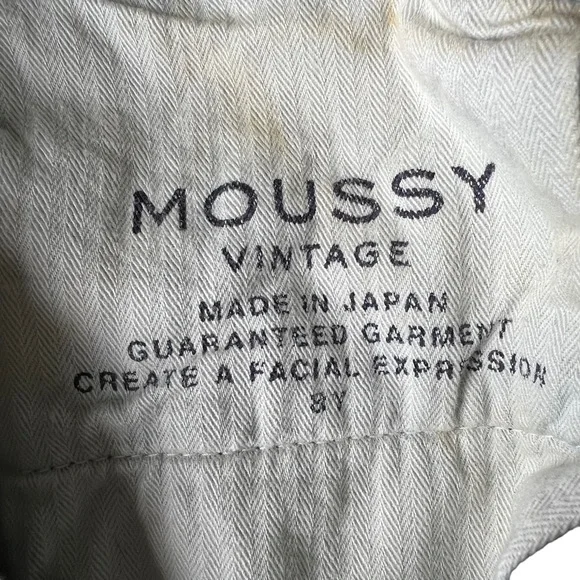 MOUSSY
VINTAGE
MADE IN JAPAN
GUARANTEED GARMENT
CREATE A FACIAL EXPRESSION
BY